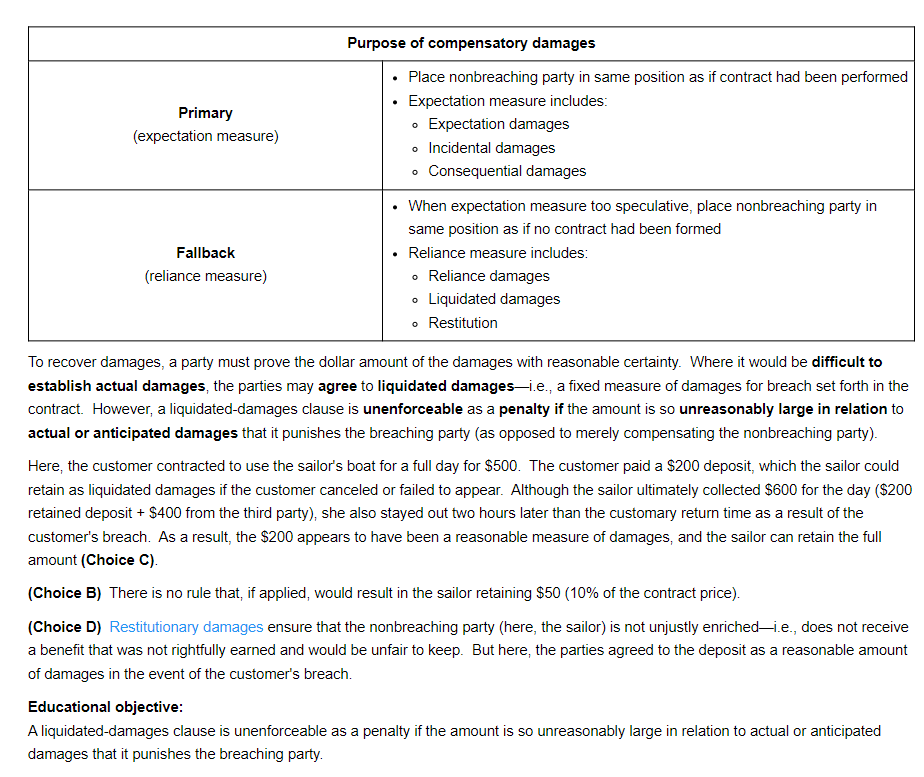 Purpose of compensatory damages
Primary
(expectation measure)
• Place nonbreaching party in same position as if contract had been performed
• Expectation measure includes:
○ Expectation damages
○ Incidental damages
○ Consequential damages
Fallback
(reliance measure)
• When expectation measure too speculative, place nonbreaching party in
same position as if no contract had been formed
• Reliance measure includes:
○ Reliance damages
○ Liquidated damages
○ Restitution
To recover damages, a party must prove the dollar amount of the damages with reasonable certainty. Where it would be difficult to
establish actual damages, the parties may agree to liquidated damages—i.e., a fixed measure of damages for breach set forth in the
contract. However, a liquidated-damages clause is unenforceable as a penalty if the amount is so unreasonably large in relation to
actual or anticipated damages that it punishes the breaching party (as opposed to merely compensating the nonbreaching party).
Here, the customer contracted to use the sailor's boat for a full day for $500. The customer paid a $200 deposit, which the sailor could
retain as liquidated damages if the customer canceled or failed to appear. Although the sailor ultimately collected $600 for the day ($200
retained deposit + $400 from the third party), she also stayed out two hours later than the customary return time as a result of the
customer's breach. As a result, the $200 appears to have been a reasonable measure of damages, and the sailor can retain the full
amount (Choice C).
(Choice B) There is no rule that, if applied, would result in the sailor retaining $50 (10% of the contract price).
(Choice D) Restitutionary damages ensure that the nonbreaching party (here, the sailor) is not unjustly enriched—i.e., does not receive
a benefit that was not rightfully earned and would be unfair to keep. But here, the parties agreed to the deposit as a reasonable amount
of damages in the event of the customer's breach.
Educational objective:
A liquidated-damages clause is unenforceable as a penalty if the amount is so unreasonably large in relation to actual or anticipated
damages that it punishes the breaching party.